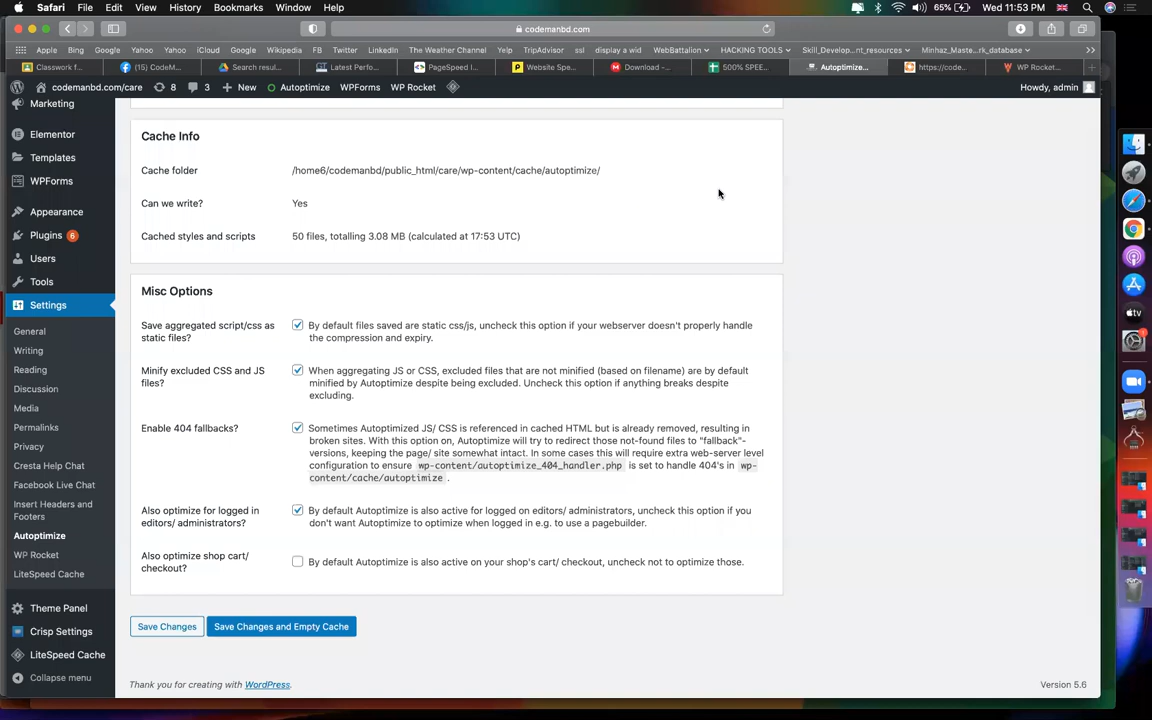 Safari File Edit View History Bookmarks Window Help 65% Wed 11:53 PM
codemanbd.com
Apple Bing Google Yahoo Yahoo iCloud Google Wikipedia FB Twitter LinkedIn The Weather Channel Yelp TripAdvisor ssl display a wid WebBattalion HACKING TOOLS Skill_Develop...nt_resources Minhaz_Maste...rk_database
Classwork f... (15) CodeM... Search resul... Latest Perfo... PageSpeed I... Website Spe... Download -... 500% SPEE... Autoptimize... https://code... WP Rocket...
codemanbd.com/care 8 3 New Autoptimize WPForms WP Rocket Howdy, admin
Marketing
Elementor
Templates
WPForms
Appearance
Plugins 6
Users
Tools
Settings
General
Writing
Reading
Discussion
Media
Permalinks
Privacy
Cresta Help Chat
Facebook Live Chat
Insert Headers and
Footers
Autoptimize
WP Rocket
LiteSpeed Cache
Theme Panel
Crisp Settings
LiteSpeed Cache
Collapse menu
Cache Info
Cache folder /home6/codemanbd/public_html/care/wp-content/cache/autoptimize/
Can we write? Yes
Cached styles and scripts 50 files, totalling 3.08 MB (calculated at 17:53 UTC)
Misc Options
Save aggregated script/css as
static files?
By default files saved are static css/js, uncheck this option if your webserver doesn't properly handle
the compression and expiry.
Minify excluded CSS and JS
files?
When aggregating JS or CSS, excluded files that are not minified (based on filename) are by default
minified by Autoptimize despite being excluded. Uncheck this option if anything breaks despite
excluding.
Enable 404 fallbacks?
Sometimes Autoptimized JS/ CSS is referenced in cached HTML but is already removed, resulting in
broken sites. With this option on, Autoptimize will try to redirect those not-found files to "fallback"-
versions, keeping the page/ site somewhat intact. In some cases this will require extra web-server level
configuration to ensure wp-content/autoptimize_404_handler.php is set to handle 404's in wp-
content/cache/autoptimize .
Also optimize for logged in
editors/ administrators?
By default Autoptimize is also active for logged on editors/ administrators, uncheck this option if you
don't want Autoptimize to optimize when logged in e.g. to use a pagebuilder.
Also optimize shop cart/
checkout?
By default Autoptimize is also active on your shop's cart/ checkout, uncheck not to optimize those.
Save Changes Save Changes and Empty Cache
Thank you for creating with WordPress. Version 5.6
tv